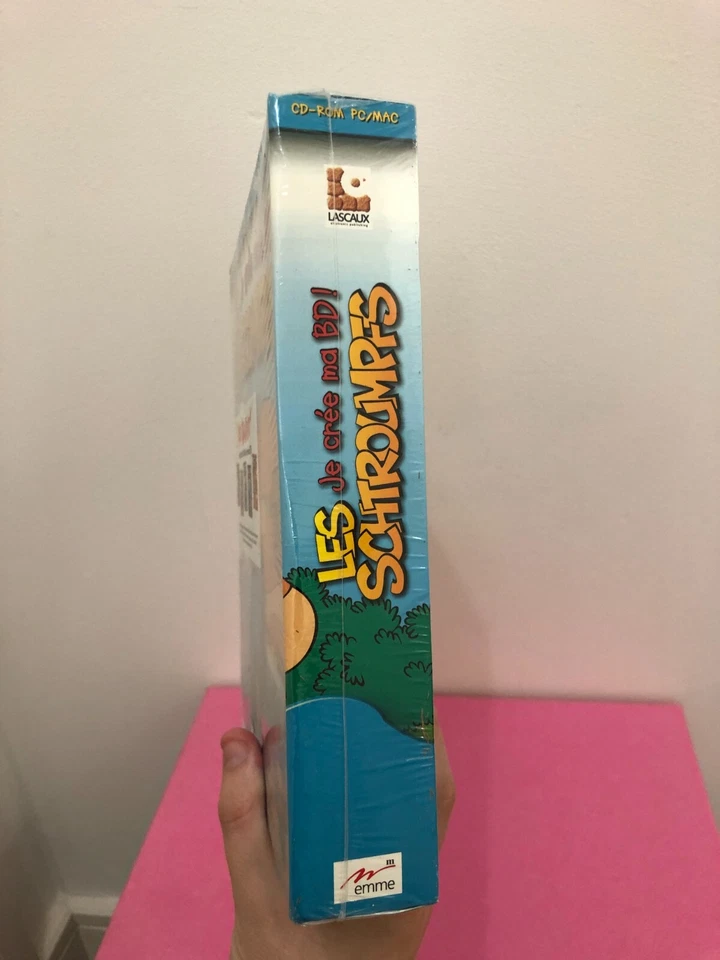 CD-ROM PC/MAC
LASCAUX
Je crée ma BD!
LES
SCHTROUMPFS
m
emme